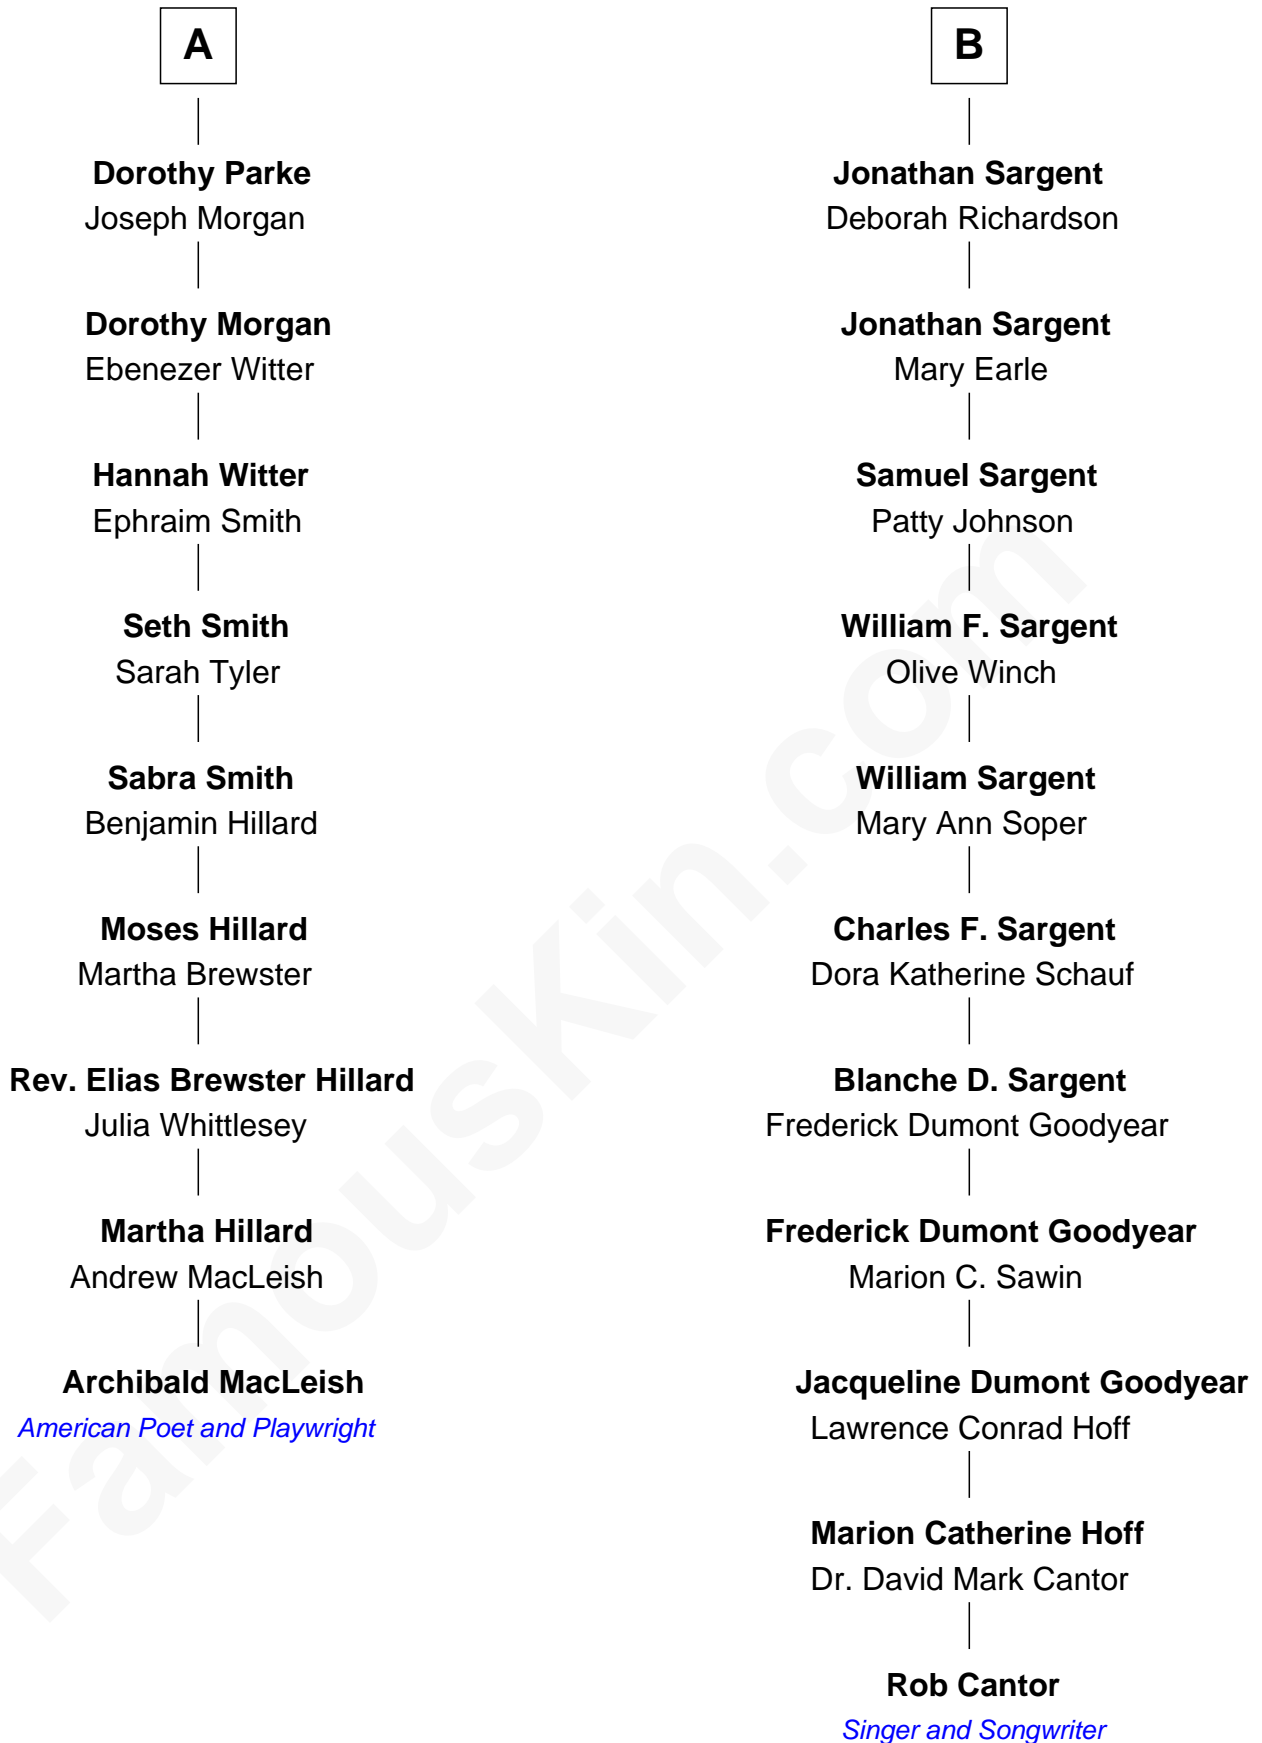 A
Dorothy Parke
Joseph Morgan
Dorothy Morgan
Ebenezer Witter
Hannah Witter
Ephraim Smith
Seth Smith
Sarah Tyler
Sabra Smith
Benjamin Hillard
Moses Hillard
Martha Brewster
Rev. Elias Brewster Hillard
Julia Whittlesey
Martha Hillard
Andrew MacLeish
Archibald MacLeish
American Poet and Playwright
B
Jonathan Sargent
Deborah Richardson
Jonathan Sargent
Mary Earle
Samuel Sargent
Patty Johnson
William F. Sargent
Olive Winch
William Sargent
Mary Ann Soper
Charles F. Sargent
Dora Katherine Schauf
Blanche D. Sargent
Frederick Dumont Goodyear
Frederick Dumont Goodyear
Marion C. Sawin
Jacqueline Dumont Goodyear
Lawrence Conrad Hoff
Marion Catherine Hoff
Dr. David Mark Cantor
Rob Cantor
Singer and Songwriter
FamousKin.com